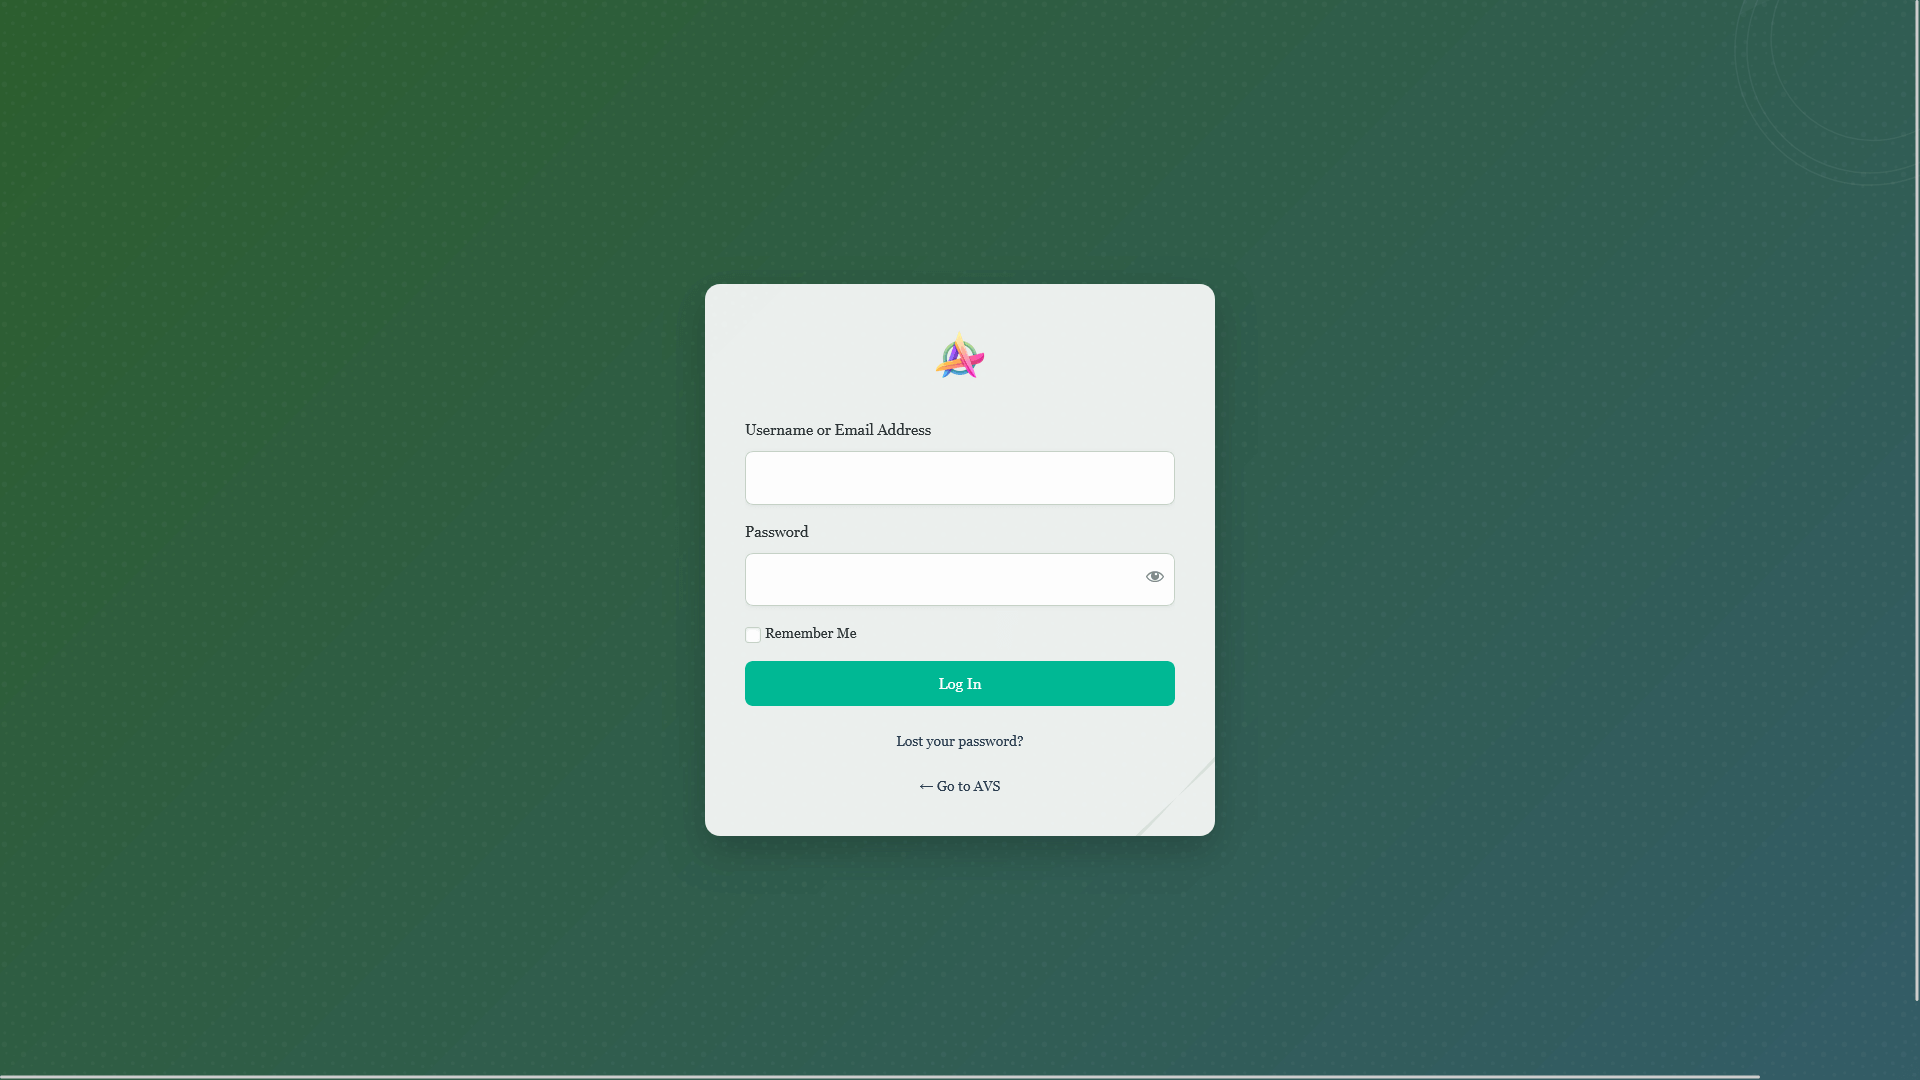 Username or Email Address
Password
Remember Me
Log In
Lost your password?
← Go to AVS